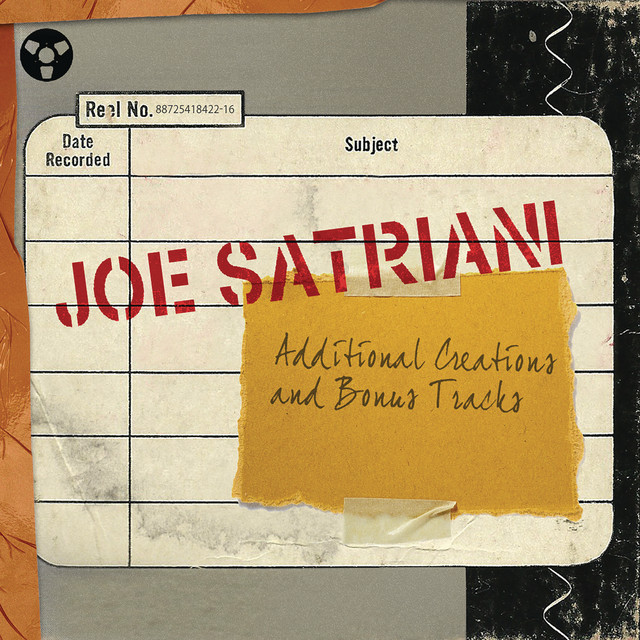 Reel No. 88725418422-16
Date
Recorded
Subject
JOE SATRIANI
Additional Creations
and Bonus Tracks